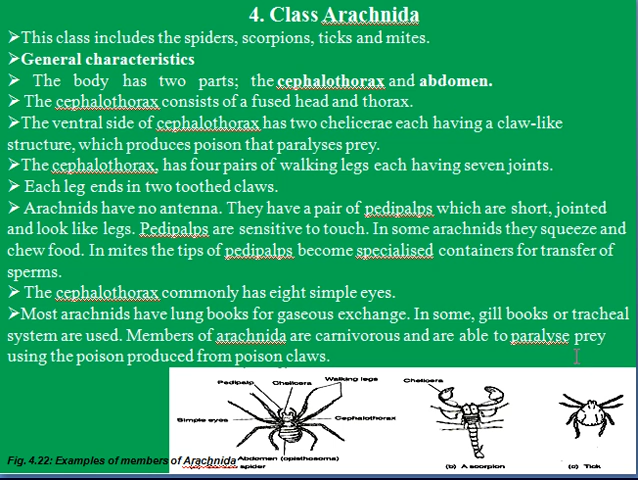 4. Class Arachnida
➢This class includes the spiders, scorpions, ticks and mites.
➢General characteristics
➢ The body has two parts; the cephalothorax and abdomen.
➢ The cephalothorax consists of a fused head and thorax.
➢The ventral side of cephalothorax has two chelicerae each having a claw-like
structure, which produces poison that paralyses prey.
➢The cephalothorax, has four pairs of walking legs each having seven joints.
➢ Each leg ends in two toothed claws.
➢ Arachnids have no antenna. They have a pair of pedipalps which are short, jointed
and look like legs. Pedipalps are sensitive to touch. In some arachnids they squeeze and
chew food. In mites the tips of pedipalps become specialised containers for transfer of
sperms.
➢ The cephalothorax commonly has eight simple eyes.
➢Most arachnids have lung books for gaseous exchange. In some, gill books or tracheal
system are used. Members of arachnida are carnivorous and are able to paralyse prey
using the poison produced from poison claws.
Pedipalp Chelicera Walking legs Chelicera
Simple eyes Cephalothorax
Fig. 4.22: Examples of members of Arachnida Abdomen (opisthosoma)
spider (b) A scorpion (c) Tick